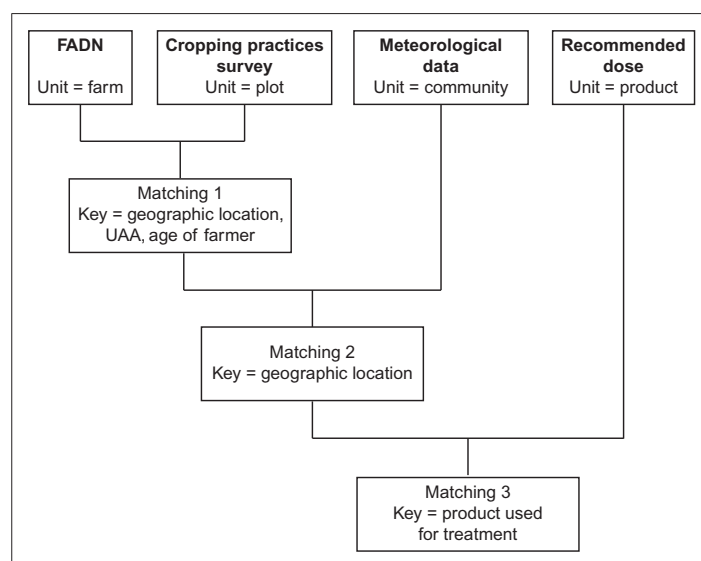 FADN
Unit = farm
Cropping practices
survey
Unit = plot
Meteorological
data
Unit = community
Recommended
dose
Unit = product
Matching 1
Key = geographic location,
UAA, age of farmer
Matching 2
Key = geographic location
Matching 3
Key = product used
for treatment